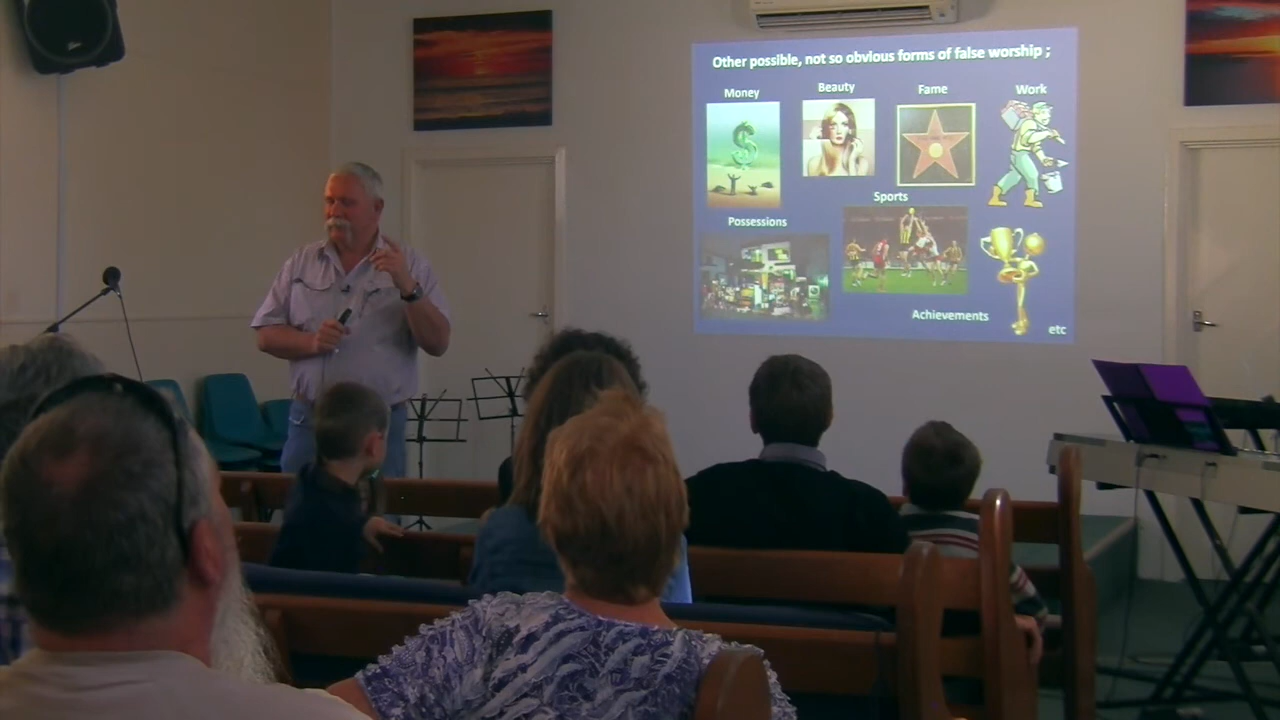 Other possible, not so obvious forms of false worship ;
Money
Beauty
Fame
Work
Sports
Possessions
Achievements
etc